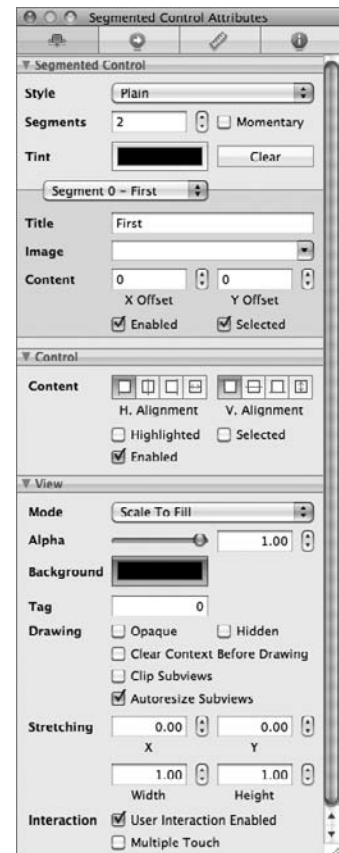 Segmented Control Attributes
Segmented Control
Style Plain
Segments 2 Momentary
Tint Clear
Segment 0 – First
Title First
Image
Content 0 0
X Offset Y Offset
Enabled Selected
Control
Content
H. Alignment V. Alignment
Highlighted Selected
Enabled
View
Mode Scale To Fill
Alpha 1.00
Background
Tag 0
Drawing Opaque Hidden
Clear Context Before Drawing
Clip Subviews
Autoresize Subviews
Stretching 0.00 0.00
X Y
1.00 1.00
Width Height
Interaction User Interaction Enabled
Multiple Touch